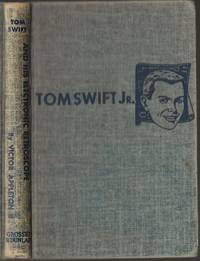 TOM
SWIFT
AND HIS ELECTRONIC RETROSCOPE
By VICTOR APPLETON II
GROSSET
& DUNLAP
TOM SWIFT JR.